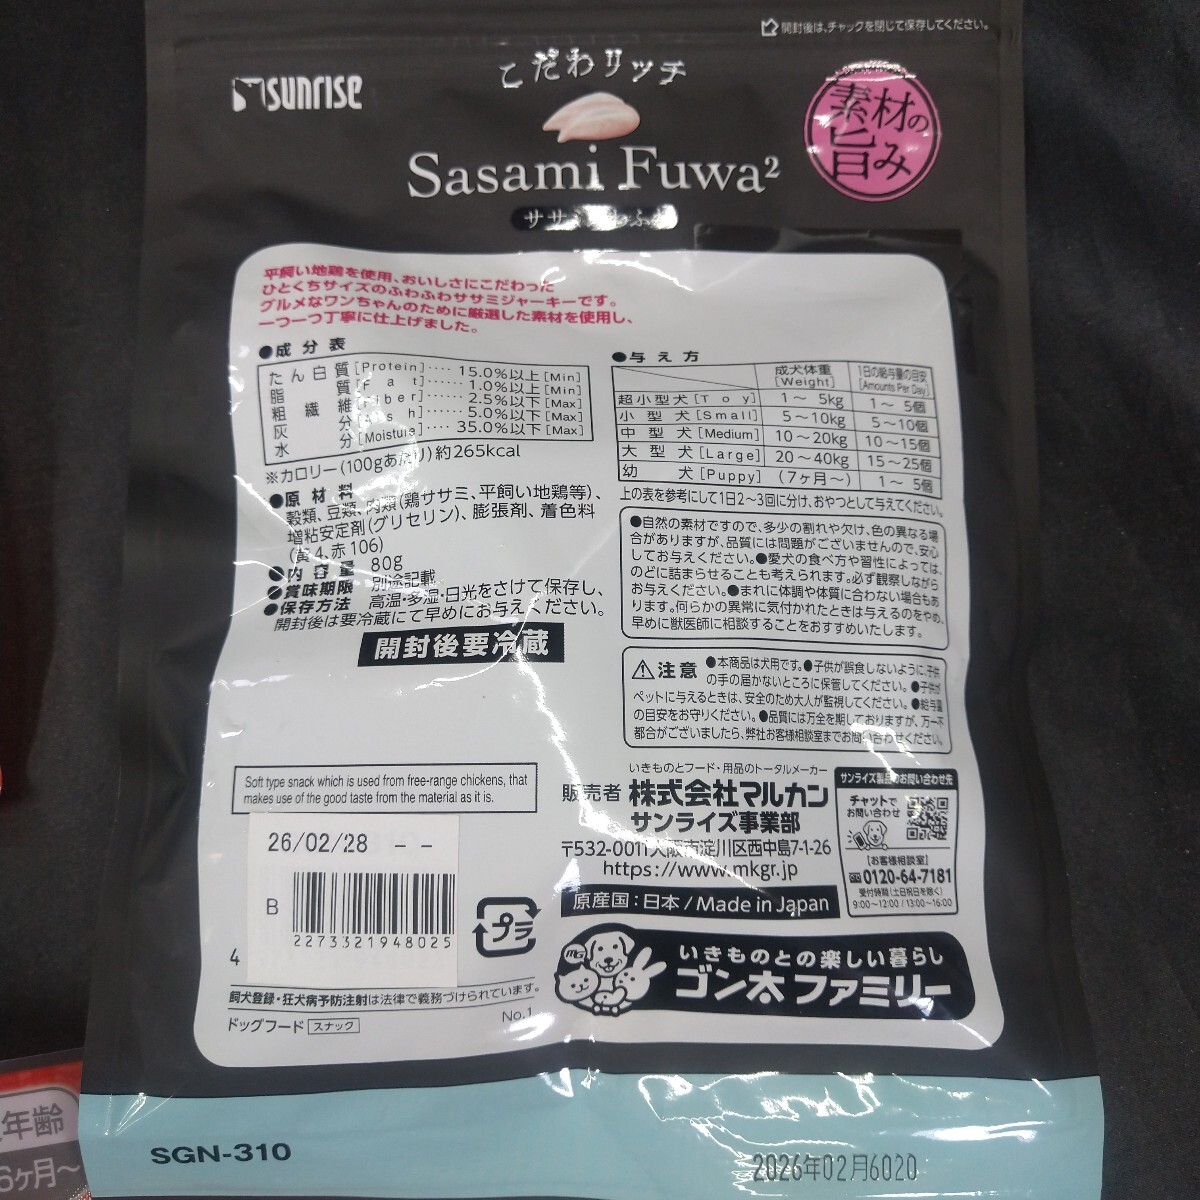 開封後は、チャックを閉じて保存してください。
SUNRISE
こだわリッチ
素材の
旨み
Sasami Fuwa²
平飼い地鶏を使用、おいしさにこだわった
ひとくちサイズのふわふわササミジャーキーです。
グルメなワンちゃんのために厳選した素材を使用し、
一つ一つ丁寧に仕上げました。
●成分表
たん白質[Protein]‥‥15.0%以上[Min]
脂質[Fat]‥‥1.0%以上[Min]
粗繊維[Fiber]‥‥2.5%以下[Max]
灰分[Ash]‥‥5.0%以下[Max]
水分[Moisture]‥‥35.0%以下[Max]
※カロリー(100gあたり)約265kcal
●原材料
穀類、豆類、肉類(鶏ササミ、平飼い地鶏等)、
増粘安定剤(グリセリン)、膨張剤、着色料
(黄4、赤106)
●内容量 80g
●賞味期限 別途記載
●保存方法 高温・多湿・日光をさけて保存し、
開封後は要冷蔵にて早めにお与えください。
開封後要冷蔵
●与え方
成犬体重[Weight] 1日の給与量の目安[Amounts Per Day]
超小型犬[Toy] 1～5kg 1～5個
小型犬[Small] 5～10kg 5～10個
中型犬[Medium] 10～20kg 10～15個
大型犬[Large] 20～40kg 15～25個
幼犬[Puppy] (7ヶ月～) 1～5個
上の表を参考にして1日2～3回に分け、おやつとして与えてください。
●自然の素材ですので、多少の割れや欠け、色の異なる場
合がありますが、品質には問題がございませんので、安心
してお与えください。●愛犬の食べ方や習性によっては、
のどに詰まらせることも考えられます。必ず観察しながら
お与えください。●まれに体調や体質に合わない場合もあ
ります。何らかの異常に気付かれたときは与えるのをやめ、
早めに獣医師に相談することをおすすめいたします。
注意 ●本商品は犬用です。●子供が誤食しないように、子供
の手の届かないところに保管してください。●子供が
ペットに与えるときは、安全のため大人が監視してください。●給与量
の目安をお守りください。●品質には万全を期しておりますが、万一不
都合がございましたら、弊社お客様相談室までお問い合わせください。
Soft type snack which is used from free-range chickens, that
makes use of the good taste from the material as it is.
いきものとフード・用品のトータルメーカー
販売者 株式会社マルカン
サンライズ事業部
〒532-0011 大阪市淀川区西中島7-1-26
https://www.mkgr.jp
原産国：日本 / Made in Japan
サンライズ製品のお問い合わせ先
チャットで
お問い合わせ
【お客様相談室】
0120-64-7181
受付時間(土日祝日を除く)
9:00～12:00 / 13:00～16:00
26/02/28 - -
B
2273321948025
4
プラ
MG
いきものとの楽しい暮らし
ゴン太ファミリー
飼犬登録・狂犬病予防注射は法律で義務づけられています。
ドッグフード スナック
No.1
SGN-310
2026年02月6020
年齢
6ヶ月～